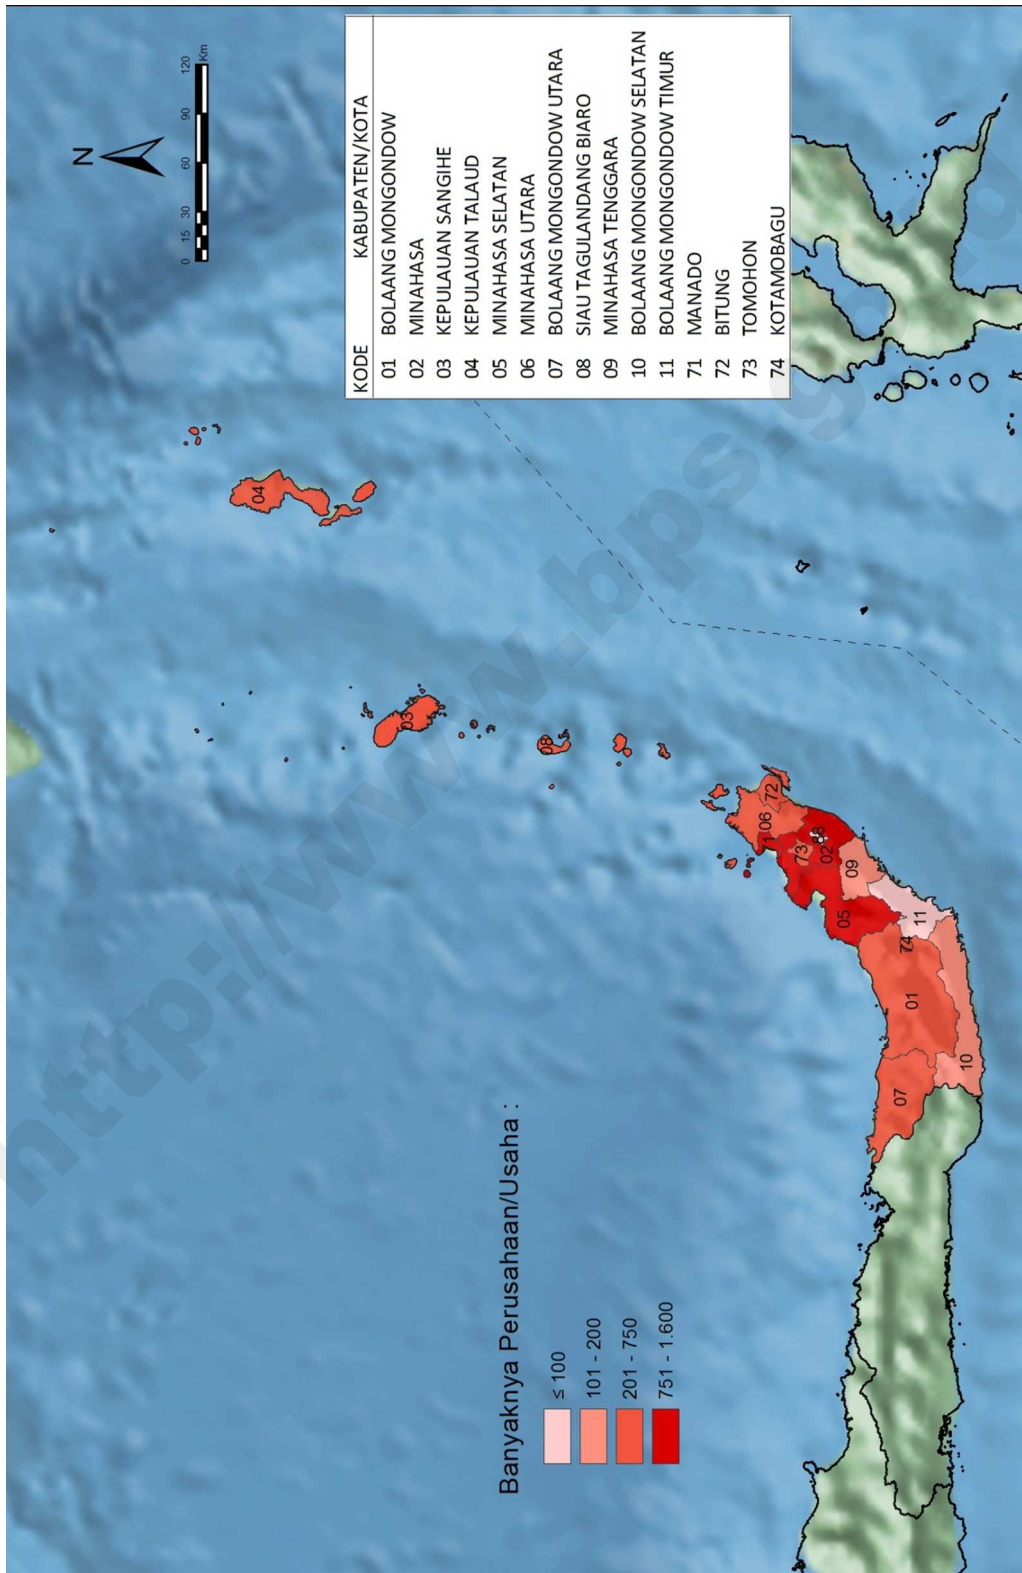 N
0 15 30 60 90 120
Km
KODE KABUPATEN/KOTA
01 BOLAANG MONGONDOW
02 MINAHASA
03 KEPULAUAN SANGIHE
04 KEPULAUAN TALAUD
05 MINAHASA SELATAN
06 MINAHASA UTARA
07 BOLAANG MONGONDOW UTARA
08 SIAU TAGULANDANG BIARO
09 MINAHASA TENGGARA
10 BOLAANG MONGONDOW SELATAN
11 BOLAANG MONGONDOW TIMUR
71 MANADO
72 BITUNG
73 TOMOHON
74 KOTAMOBAGU
04
03
08
72
06
71
73
02
09
05
11
74
01
10
07
Banyaknya Perusahaan/Usaha :
≤ 100
101 - 200
201 - 750
751 - 1.600
http://www.bps.g